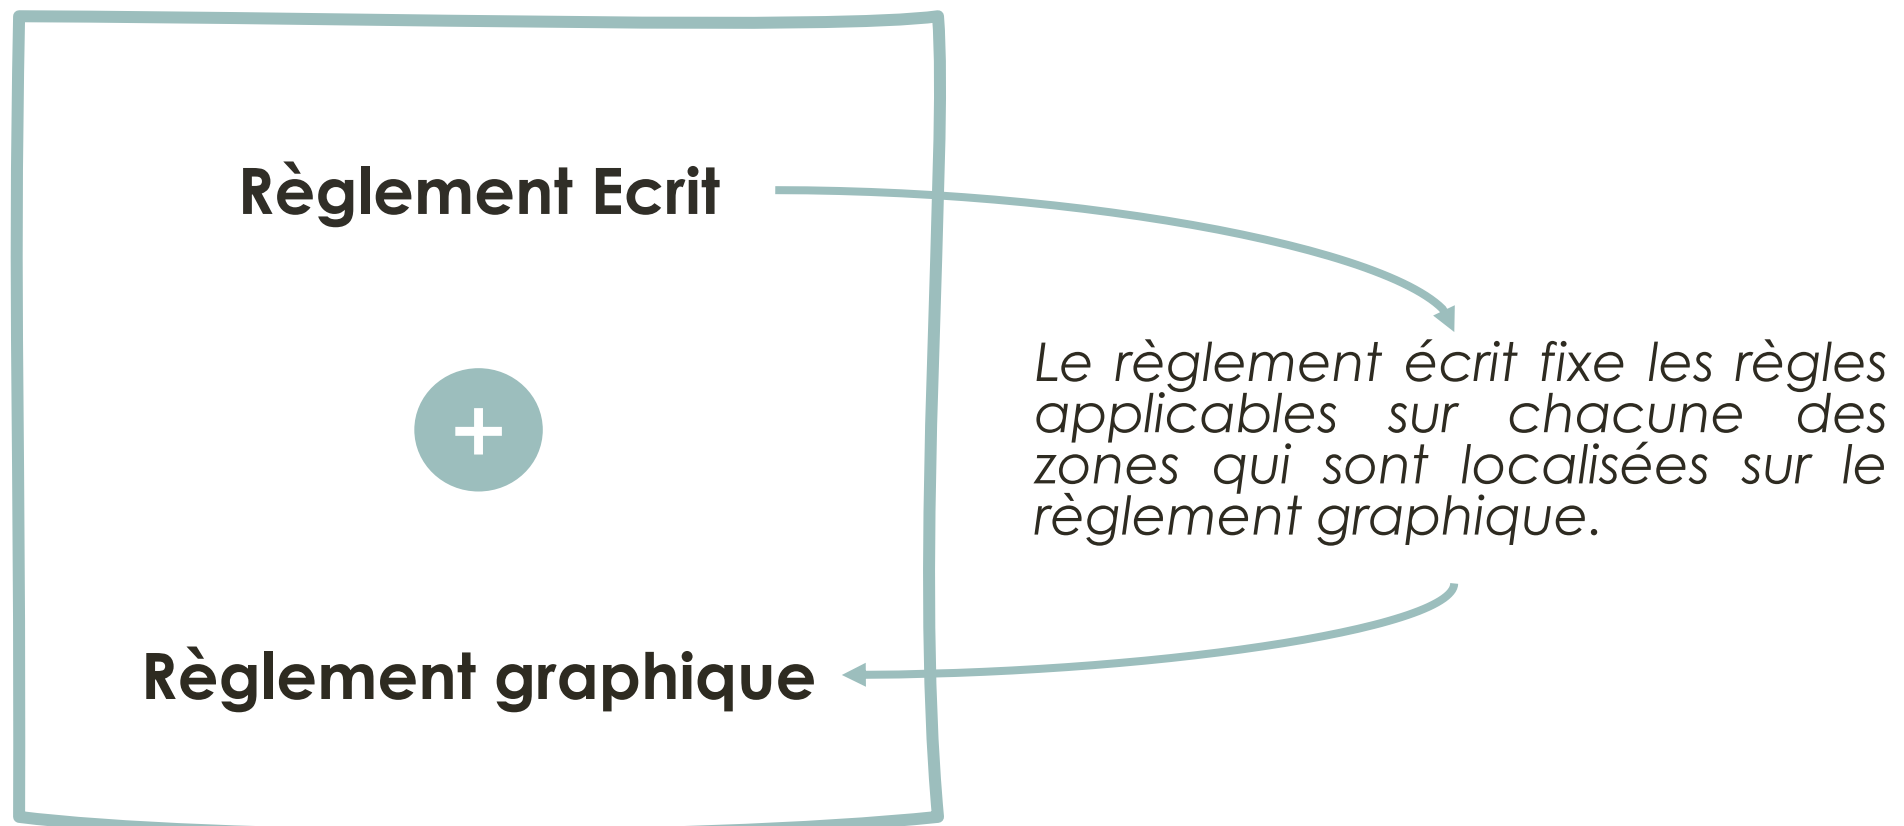 Règlement Ecrit
+
Règlement graphique
Le règlement écrit fixe les règles
applicables sur chacune des
zones qui sont localisées sur le
règlement graphique.